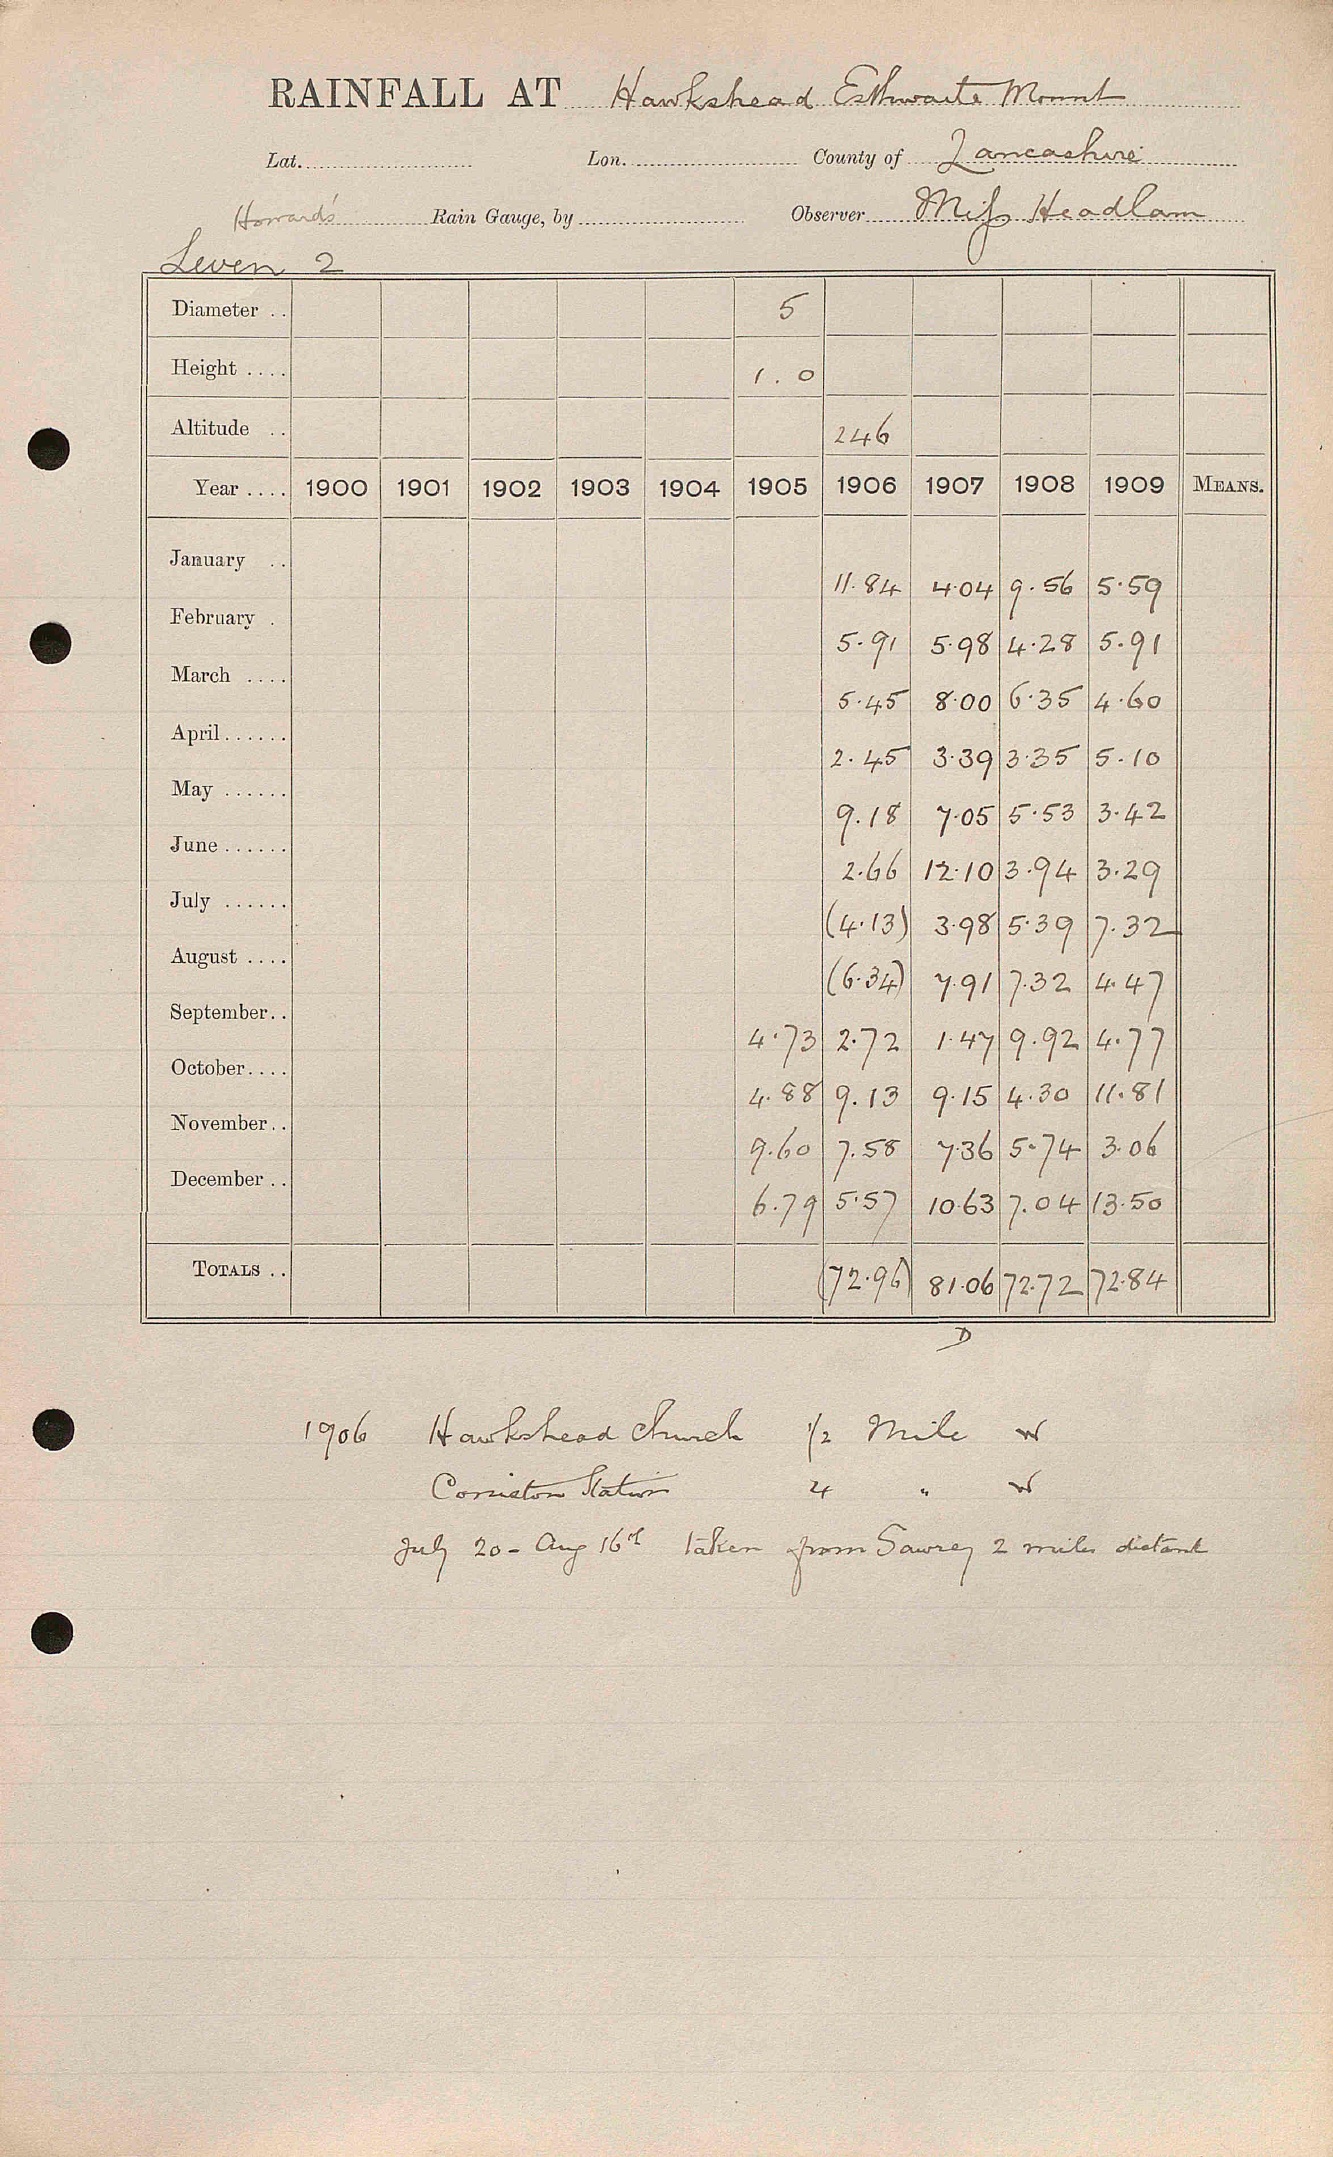 RAINFALL AT Hawkshead Esthwaite Mount
Lat. Lon. County of Lancashire
Howard's Rain Gauge, by Observer Miss Headlam
Leven 2
Diameter .. 5
Height .... 1.0
Altitude .. 246
Year .... 1900 1901 1902 1903 1904 1905 1906 1907 1908 1909 MEANS.
January .. 11.84 4.04 9.56 5.59
February . 5.91 5.98 4.28 5.91
March .... 5.45 8.00 6.35 4.60
April...... 2.45 3.39 3.35 5.10
May ...... 9.18 7.05 5.53 3.42
June ...... 2.66 12.10 3.94 3.29
July ...... (4.13) 3.98 5.39 7.32
August .... (6.34) 7.91 7.32 4.47
September.. 4.73 2.72 1.47 9.92 4.77
October.... 4.88 9.13 9.15 4.30 11.81
November.. 9.60 7.58 7.36 5.74 3.06
December .. 6.79 5.57 10.63 7.04 13.50
TOTALS .. (72.96) 81.06 72.72 72.84
D
1906 Hawkshead Church 1/2 Mile W
Coniston Station 4 " W
July 20 - Aug 16th taken from Sawrey 2 miles distant